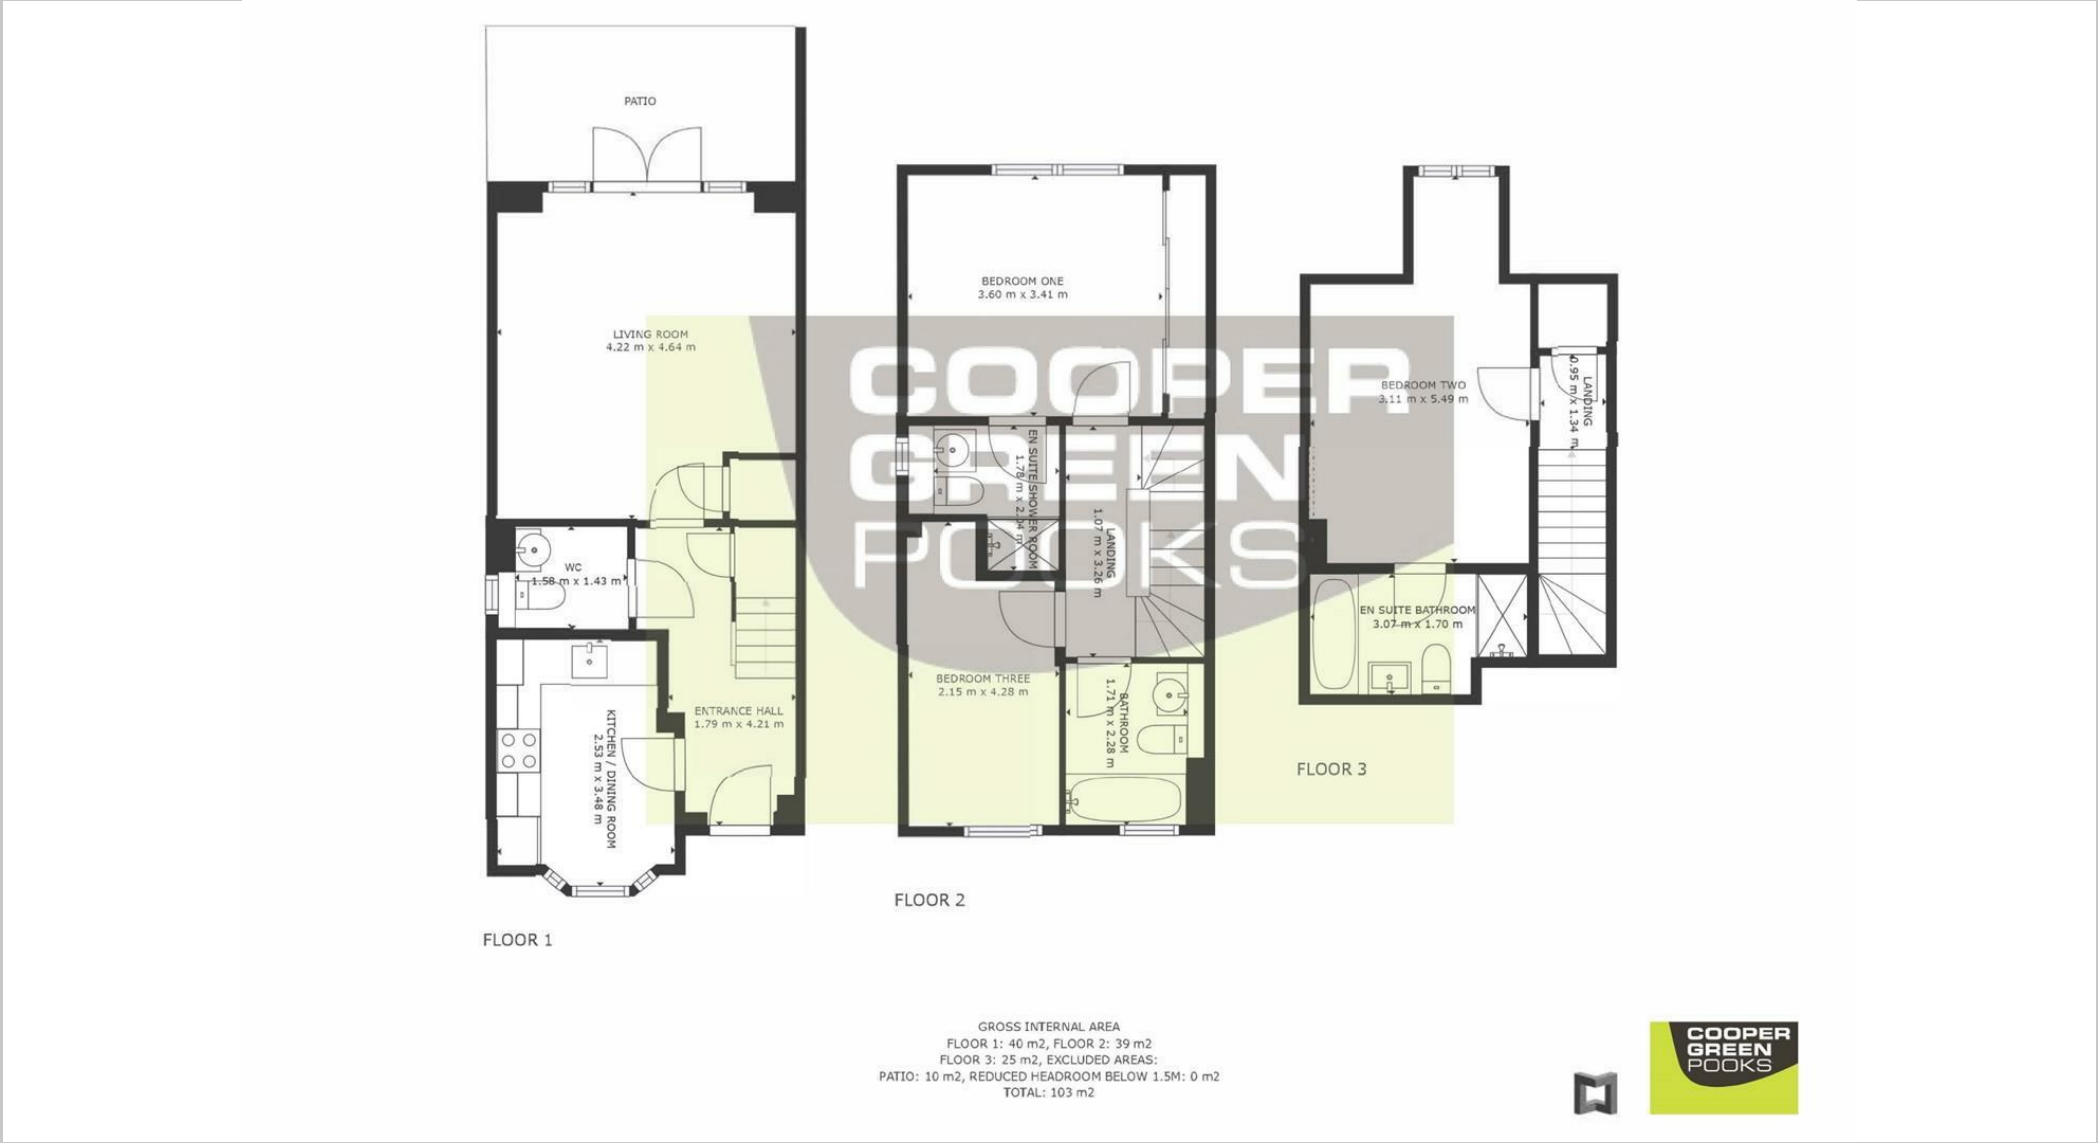 PATIO
LIVING ROOM
4.22 m x 4.64 m
WC
1.58 m x 1.43 m
ENTRANCE HALL
1.79 m x 4.21 m
KITCHEN / DINING ROOM
2.53 m x 3.48 m
FLOOR 1
BEDROOM ONE
3.60 m x 3.41 m
EN SUITE SHOWER ROOM
1.78 m x 2.04 m
LANDING
1.07 m x 3.26 m
BEDROOM THREE
2.15 m x 4.28 m
BATHROOM
1.71 m x 2.28 m
FLOOR 2
BEDROOM TWO
3.11 m x 5.49 m
LANDING
0.95 m x 1.34 m
EN SUITE BATHROOM
3.07 m x 1.70 m
FLOOR 3
COOPER
GREEN
POOKS
GROSS INTERNAL AREA
FLOOR 1: 40 m2, FLOOR 2: 39 m2
FLOOR 3: 25 m2, EXCLUDED AREAS:
PATIO: 10 m2, REDUCED HEADROOM BELOW 1.5M: 0 m2
TOTAL: 103 m2
COOPER
GREEN
POOKS